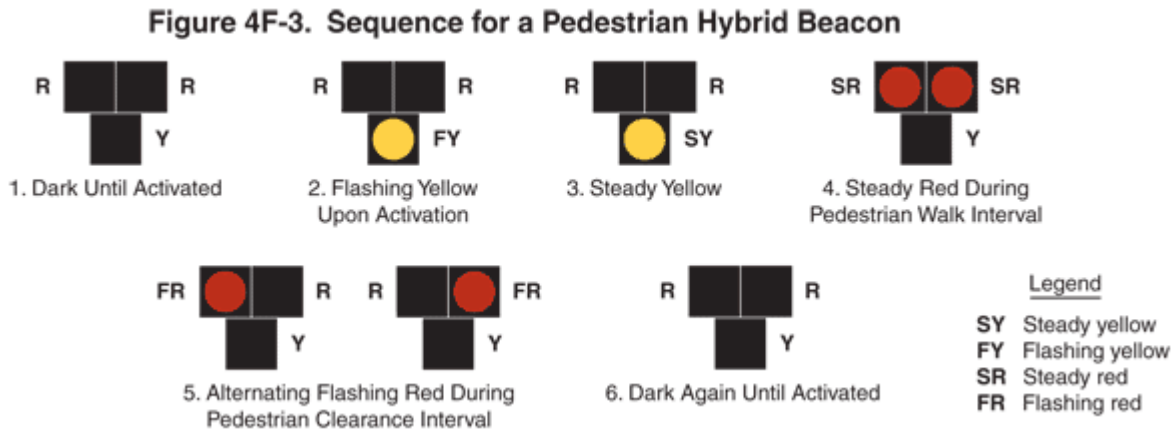 Figure 4F-3. Sequence for a Pedestrian Hybrid Beacon
R R
Y
1. Dark Until Activated
R R
FY
2. Flashing Yellow
Upon Activation
R R
SY
3. Steady Yellow
SR SR
Y
4. Steady Red During
Pedestrian Walk Interval
FR R
Y
R FR
Y
5. Alternating Flashing Red During
Pedestrian Clearance Interval
R R
Y
6. Dark Again Until Activated
Legend
SY Steady yellow
FY Flashing yellow
SR Steady red
FR Flashing red